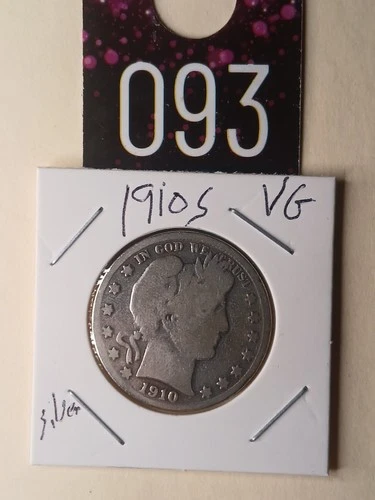 093
1910s VG
IN GOD WE TRUST
1910
silver